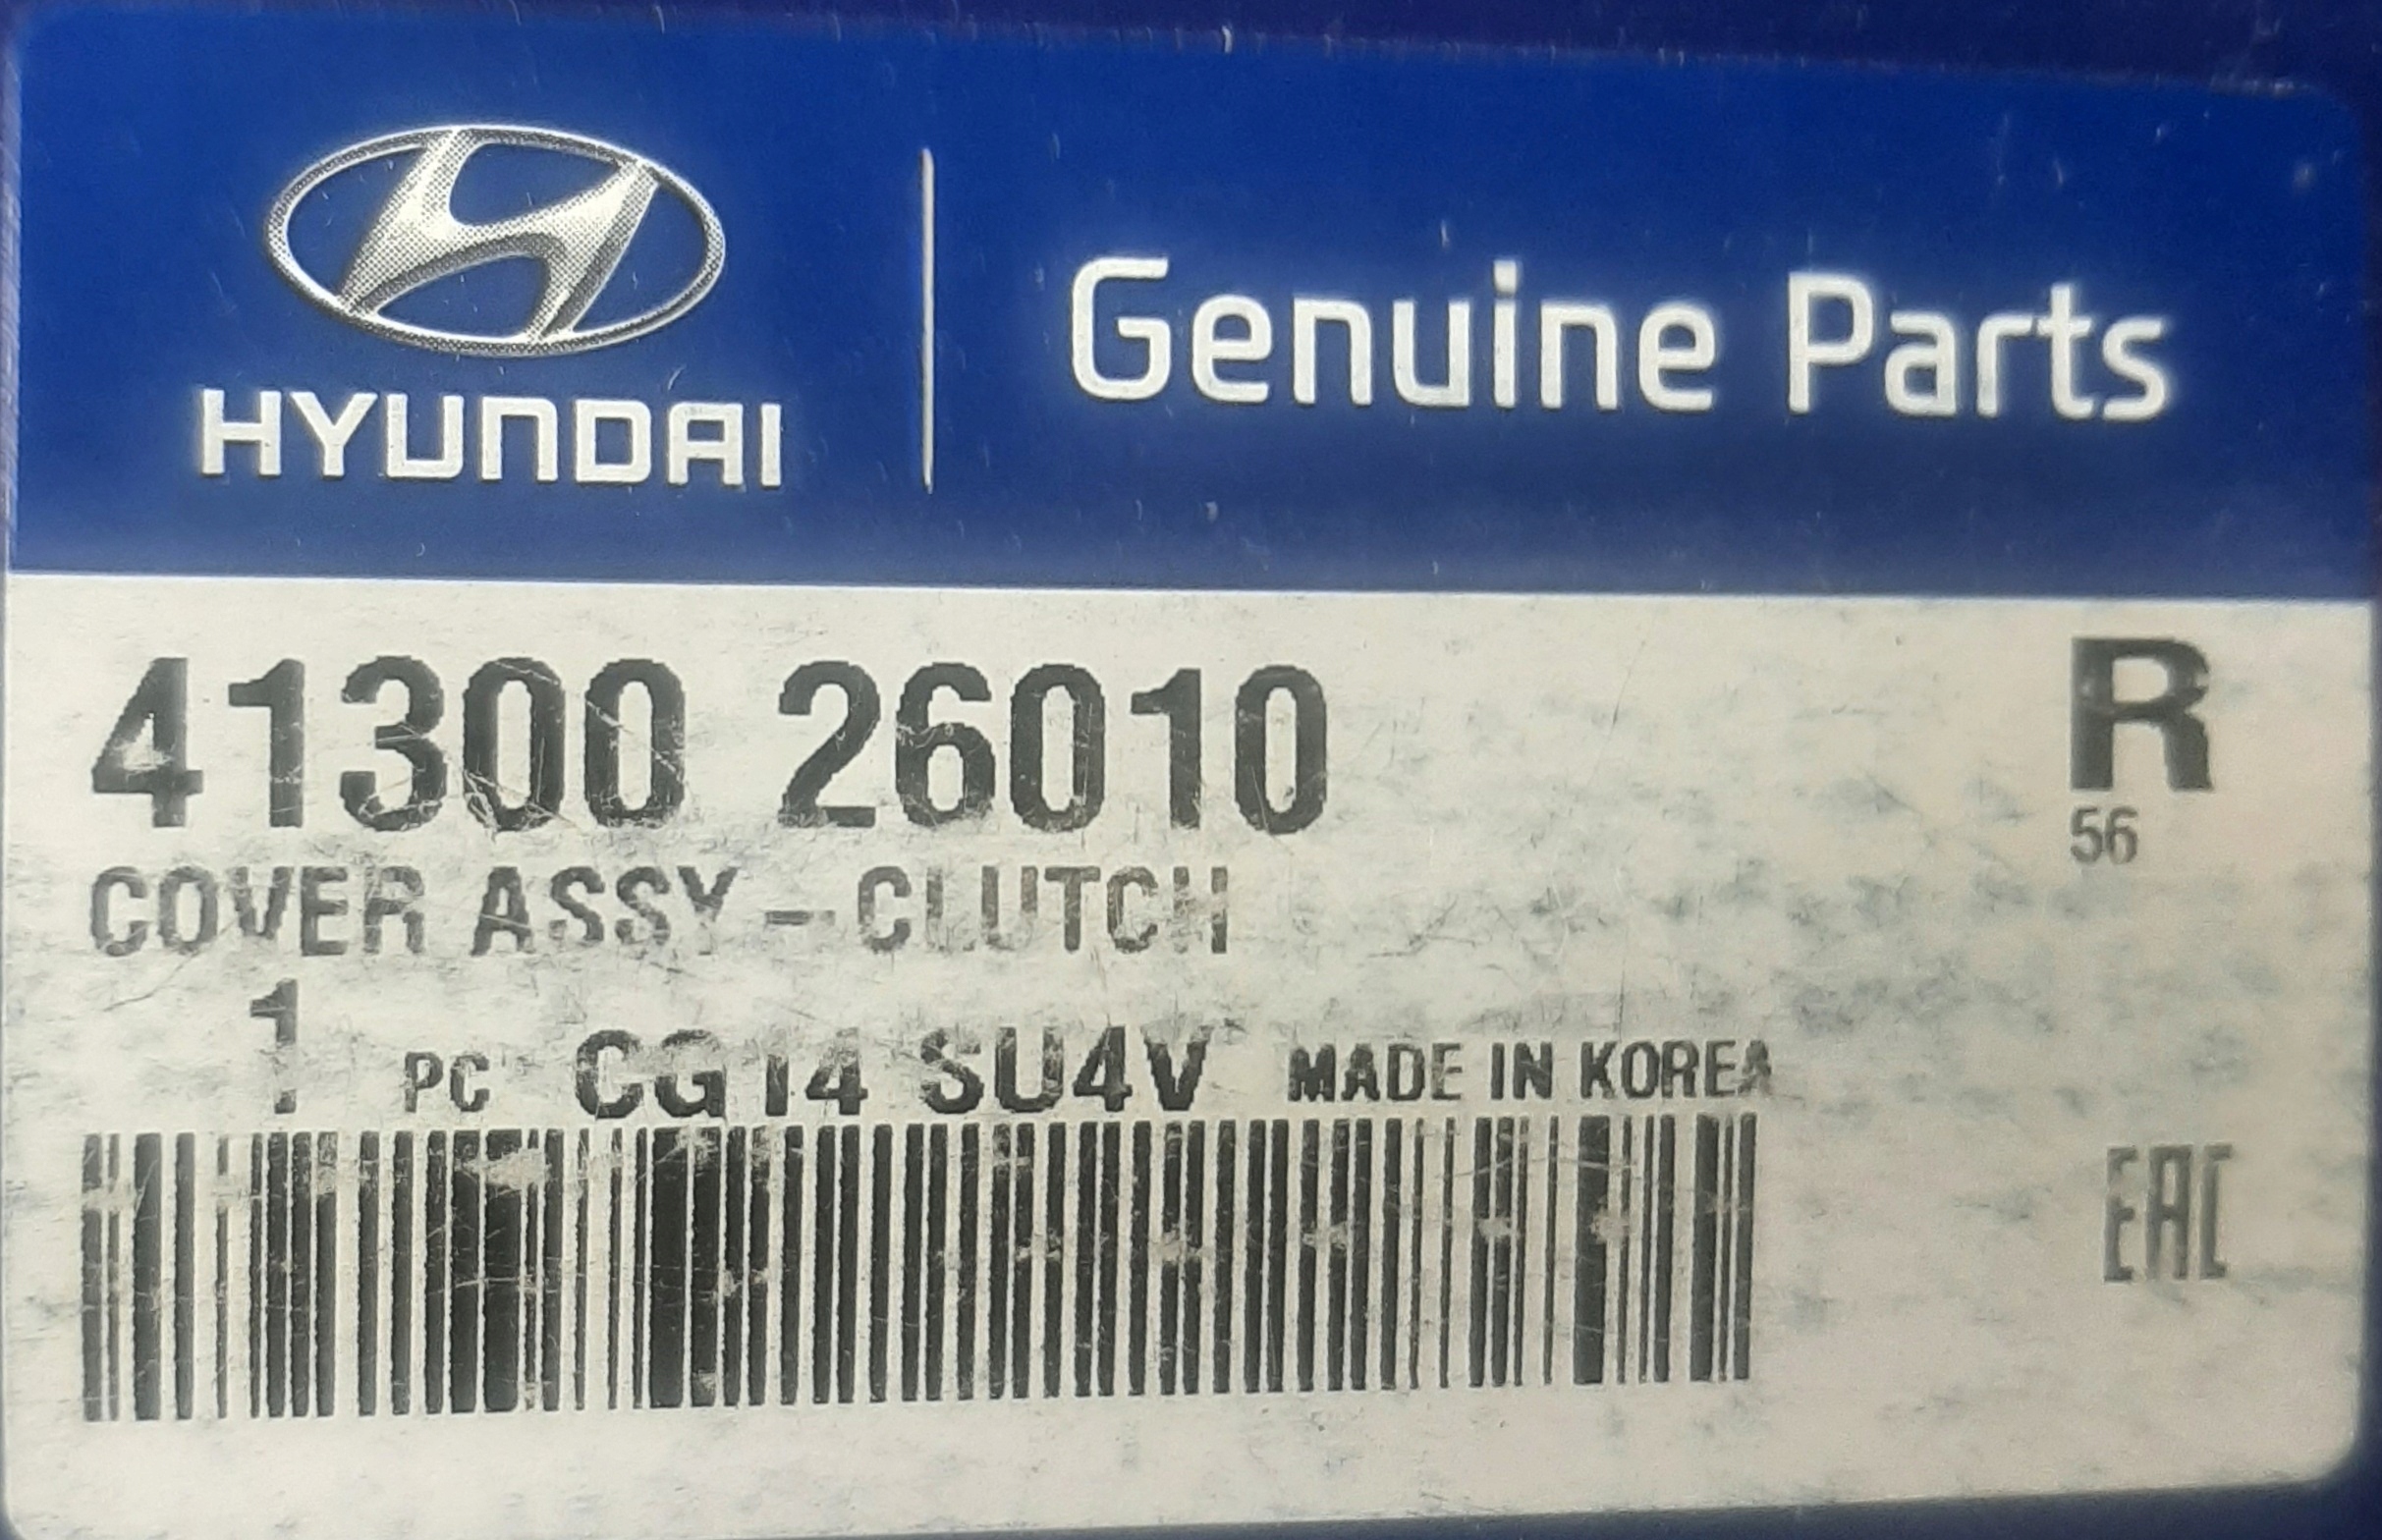 HYUNDAI
Genuine Parts
41300 26010
R
56
COVER ASSY-CLUTCH
1 PC CG14 SU4V MADE IN KOREA
EAC